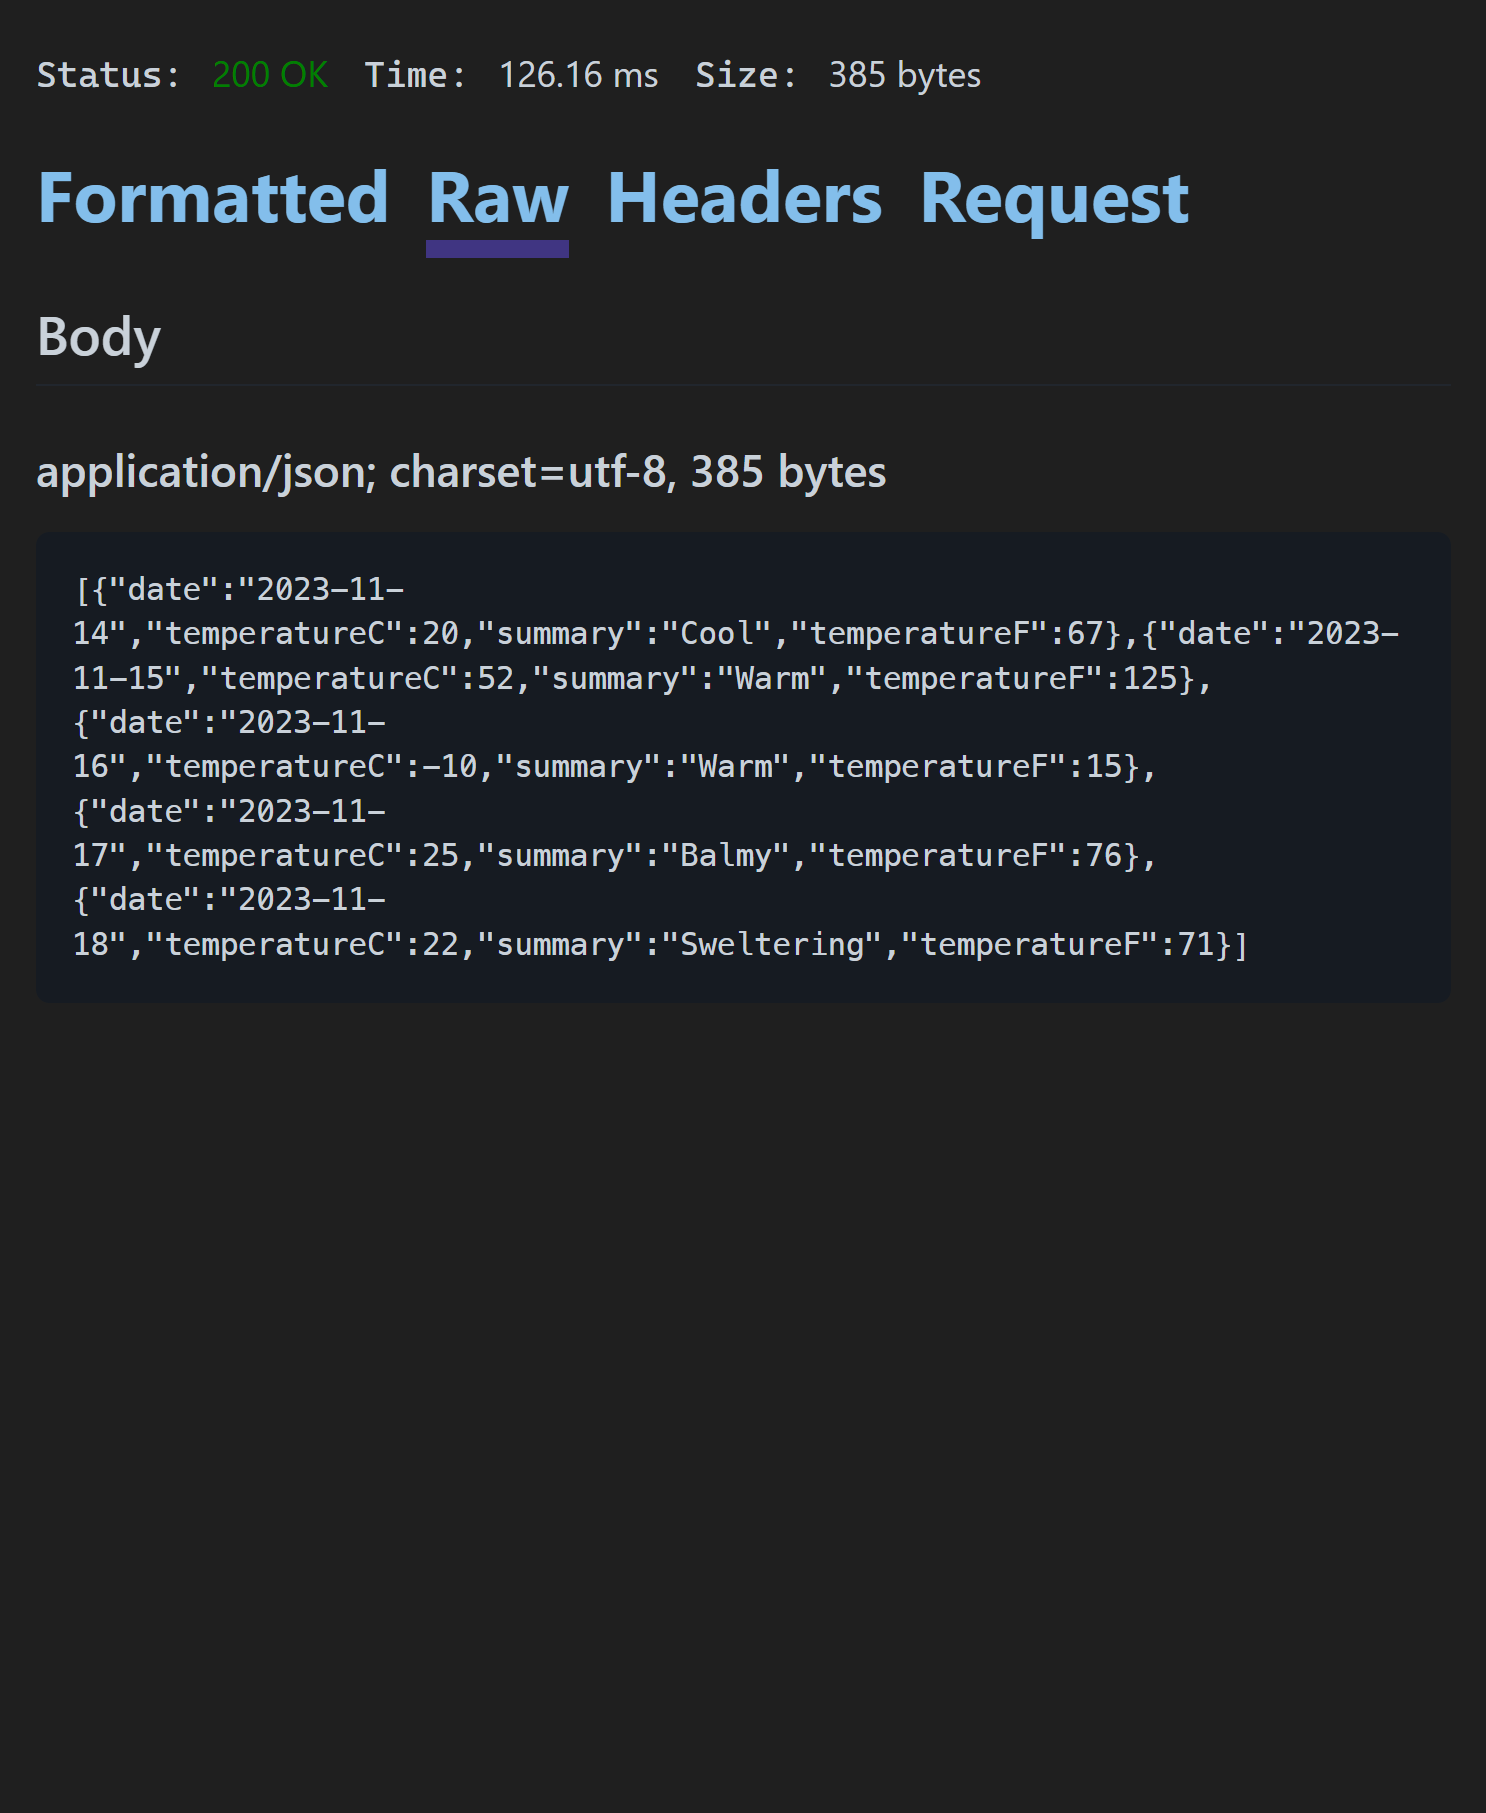 Status: 200 OK Time: 126.16 ms Size: 385 bytes
Formatted Raw Headers Request
Body
application/json; charset=utf-8, 385 bytes
[{"date":"2023-11-
14","temperatureC":20,"summary":"Cool","temperatureF":67},{"date":"2023-
11-15","temperatureC":52,"summary":"Warm","temperatureF":125},
{"date":"2023-11-
16","temperatureC":-10,"summary":"Warm","temperatureF":15},
{"date":"2023-11-
17","temperatureC":25,"summary":"Balmy","temperatureF":76},
{"date":"2023-11-
18","temperatureC":22,"summary":"Sweltering","temperatureF":71}]